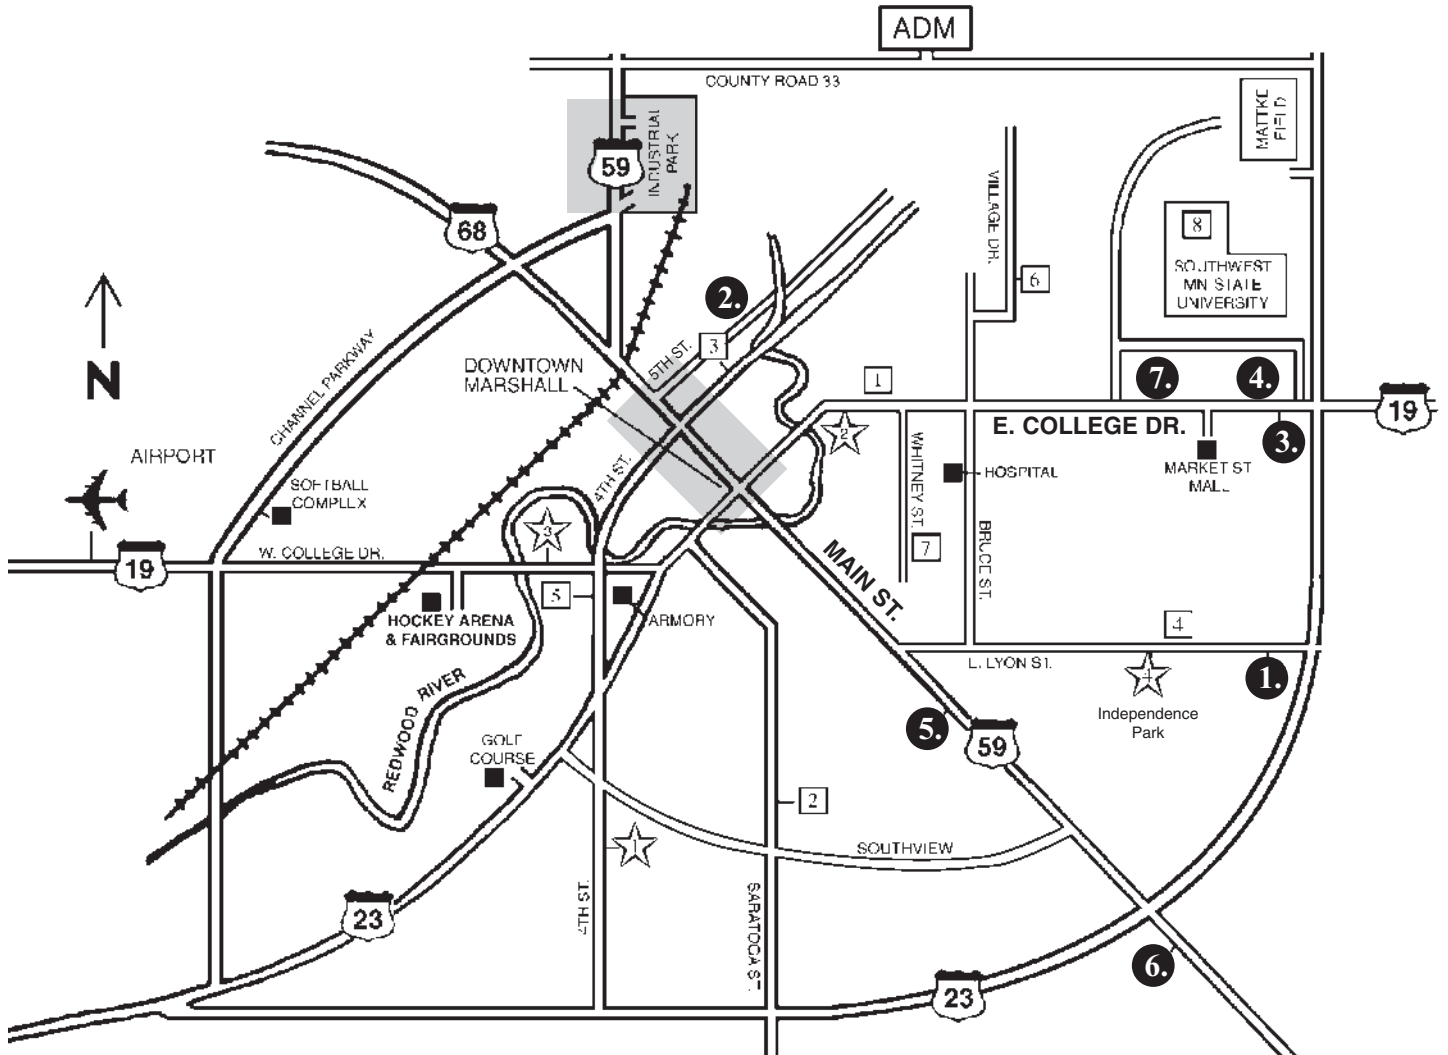 ADM
COUNTY ROAD 33
MATTKE
FIELD
INDUSTRIAL
PARK
59
68
VILLAGE DR.
8
SOUTHWEST
MN STATE
UNIVERSITY
6
2.
3
5TH ST.
DOWNTOWN
MARSHALL
CHANNEL PARKWAY
N
1
7.
4.
19
E. COLLEGE DR.
2
3.
WHITNEY ST.
HOSPITAL
MARKET ST
MALL
AIRPORT
SOFTBALL
COMPLEX
4TH ST.
3
W. COLLEGE DR.
19
7
BRUCE ST.
MAIN ST.
5
ARMORY
HOCKEY ARENA
& FAIRGROUNDS
4
L. LYON ST.
4
1.
Independence
Park
REDWOOD RIVER
5.
59
GOLF
COURSE
2
1
SOUTHVIEW
23
4TH ST.
SARATOGA ST.
6.
23